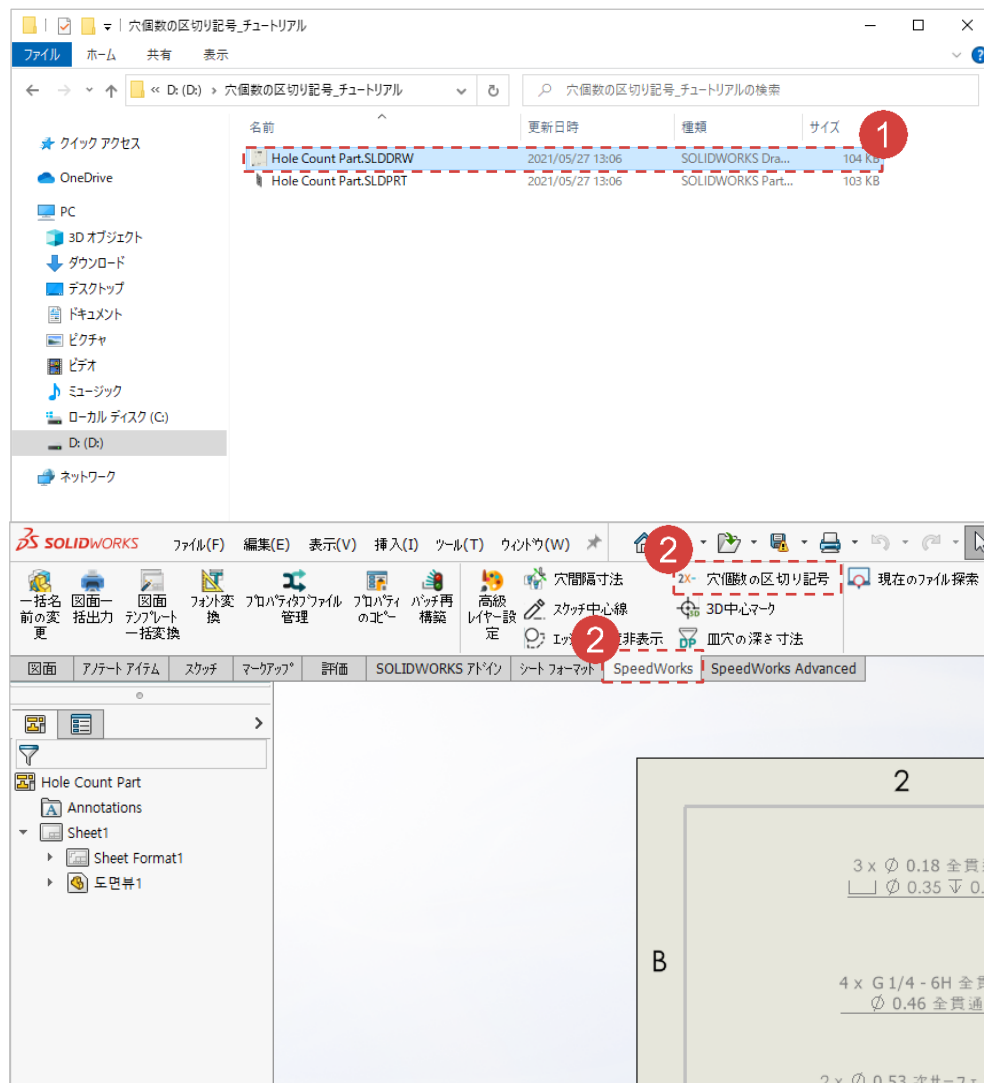 穴個数の区切り記号_チュートリアル
ファイル ホーム 共有 表示
« D: (D:) › 穴個数の区切り記号_チュートリアル
穴個数の区切り記号_チュートリアルの検索
名前 更新日時 種類 サイズ
1
Hole Count Part.SLDDRW 2021/05/27 13:06 SOLIDWORKS Dra... 104 KB
Hole Count Part.SLDPRT 2021/05/27 13:06 SOLIDWORKS Part... 103 KB
クイック アクセス
OneDrive
PC
3D オブジェクト
ダウンロード
デスクトップ
ドキュメント
ピクチャ
ビデオ
ミュージック
ローカル ディスク (C:)
D: (D:)
ネットワーク
SOLIDWORKS ファイル(F) 編集(E) 表示(V) 挿入(I) ツール(T) ウィンドウ(W)
2
一括名前の変更
図面一括出力
図面テンプレート一括変換
フォント変換
プロパティタブファイル管理
プロパティのコピー
バッチ再構築
高級レイヤー設定
穴間隔寸法
スケッチ中心線
非表示
2X- 穴個数の区切り記号
3D中心マーク
DP 皿穴の深さ寸法
現在のファイル探索
2
図面 アノテート アイテム スケッチ マークアップ 評価 SOLIDWORKS アドイン シート フォーマット SpeedWorks SpeedWorks Advanced
Hole Count Part
Annotations
Sheet1
Sheet Format1
도면뷰1
2
3 x Ø 0.18 全貫
Ø 0.35 ↧ 0.
B
4 x G 1/4 - 6H 全
Ø 0.46 全貫通
2 x Ø 0.53 次サーフェ